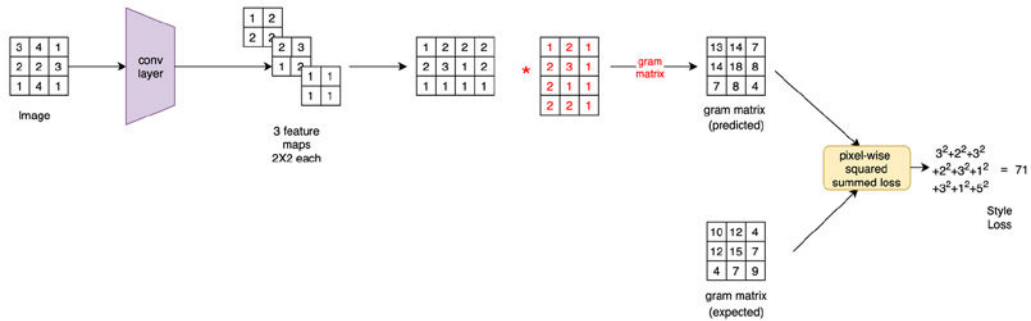 3 4 1
2 2 3
1 4 1
Image
conv
layer
1 2
2 2
2 3
1 2
1 1
1 1
3 feature
maps
2X2 each
1 2 2 2
2 3 1 2
1 1 1 1
*
1 2 1
2 3 1
2 1 1
2 2 1
gram
matrix
13 14 7
14 18 8
7 8 4
gram matrix
(predicted)
10 12 4
12 15 7
4 7 9
gram matrix
(expected)
pixel-wise
squared
summed loss
3²+2²+3²
+2²+3²+1² = 71
+3²+1²+5²
Style
Loss